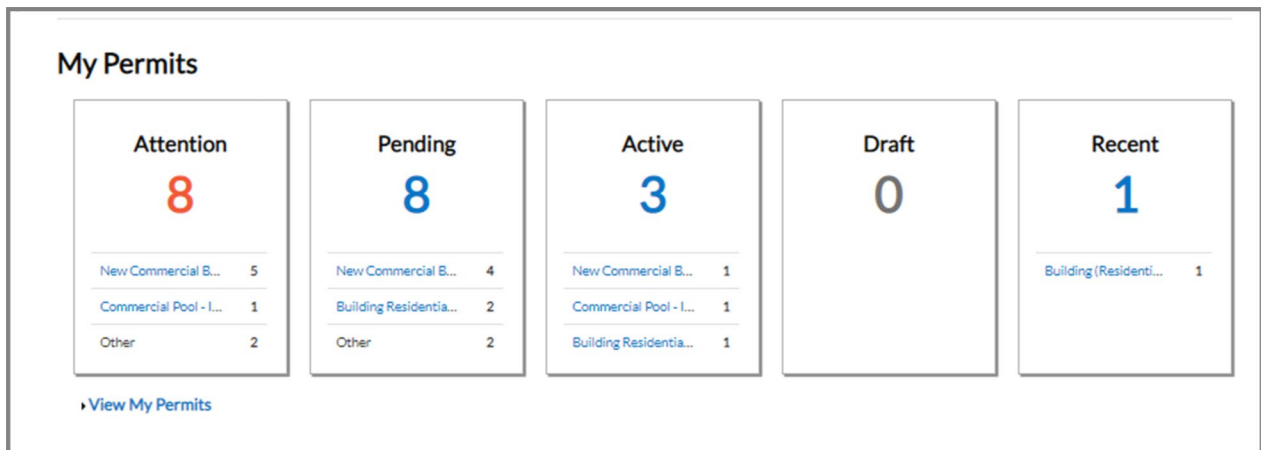 My Permits
Attention
8
New Commercial B... 5
Commercial Pool - I... 1
Other 2
Pending
8
New Commercial B... 4
Building Residentia... 2
Other 2
Active
3
New Commercial B... 1
Commercial Pool - I... 1
Building Residentia... 1
Draft
0
Recent
1
Building (Residenti... 1
View My Permits